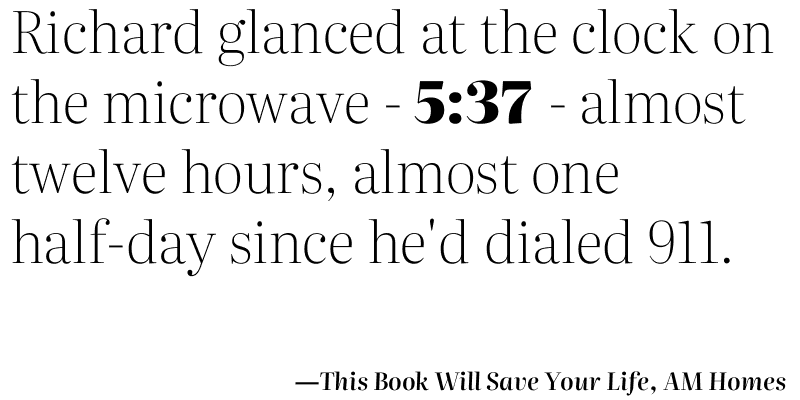 Richard glanced at the clock on
the microwave - 5:37 - almost
twelve hours, almost one
half-day since he'd dialed 911.
—This Book Will Save Your Life, AM Homes